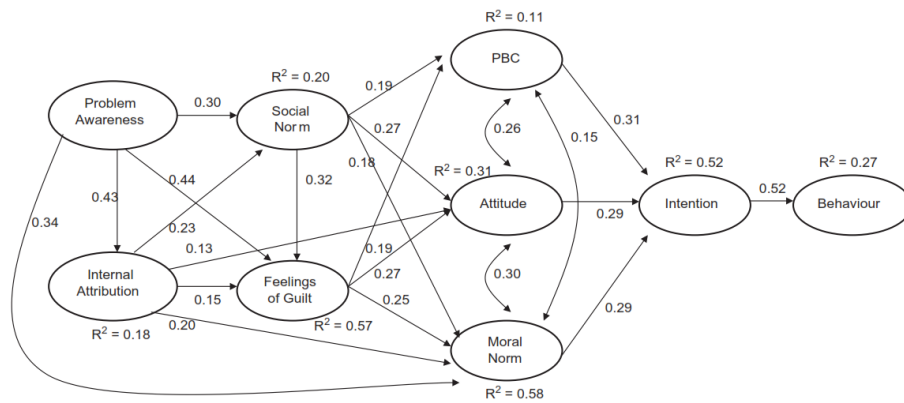 R² = 0.11
PBC
R² = 0.20
0.19
Problem
Awareness
0.30
Social
Norm
0.31
0.27
0.26
0.15
0.18
R² = 0.31
R² = 0.52
R² = 0.27
0.43
0.44
0.32
0.52
0.34
Attitude
0.29
Intention
Behaviour
0.23
0.13
0.19
Internal
Attribution
Feelings
of Guilt
0.27
0.30
0.15
0.25
0.29
0.20
R² = 0.57
R² = 0.18
Moral
Norm
R² = 0.58